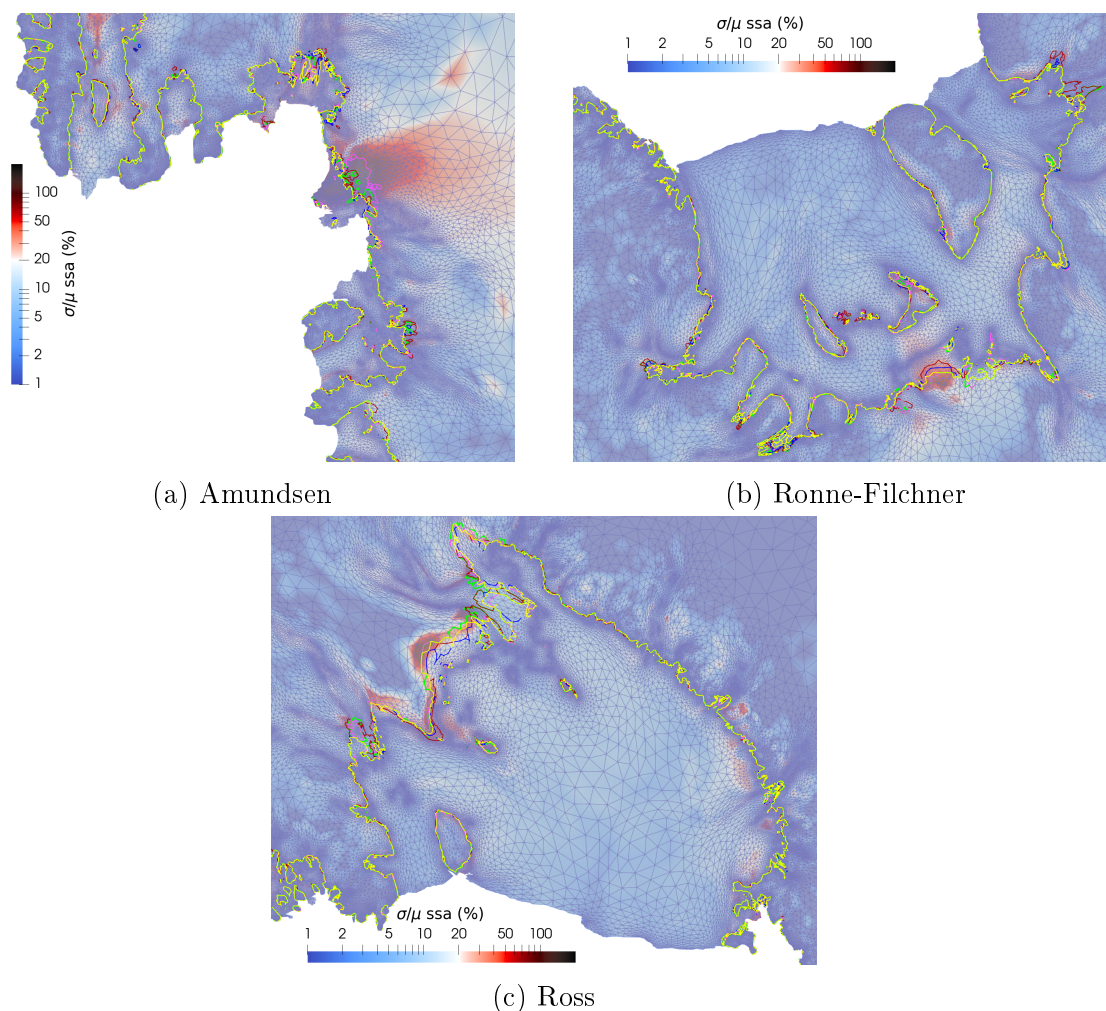 σ/μ ssa (%)
1 2 5 10 20 50 100
100
50
20
10
5
2
1
σ/μ ssa (%)
(a) Amundsen
(b) Ronne-Filchner
σ/μ ssa (%)
1 2 5 10 20 50 100
(c) Ross